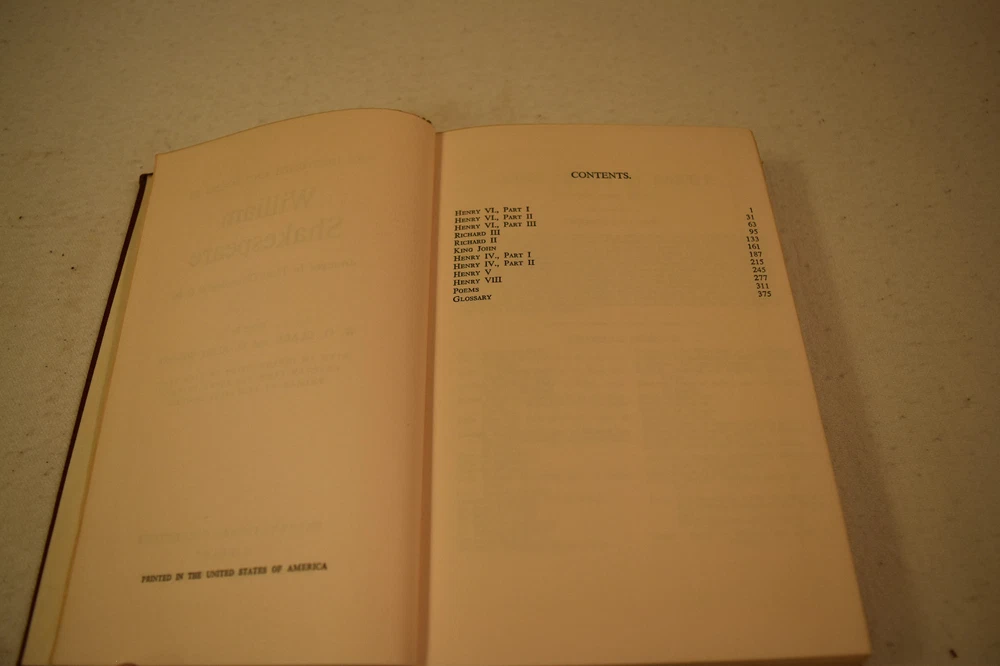 PRINTED IN THE UNITED STATES OF AMERICA
CONTENTS.
HENRY VI., PART I 1
HENRY VI., PART II 31
HENRY VI., PART III 63
RICHARD III 95
RICHARD II 133
KING JOHN 161
HENRY IV., PART I 187
HENRY IV., PART II 215
HENRY V 245
HENRY VIII 277
POEMS 311
GLOSSARY 375